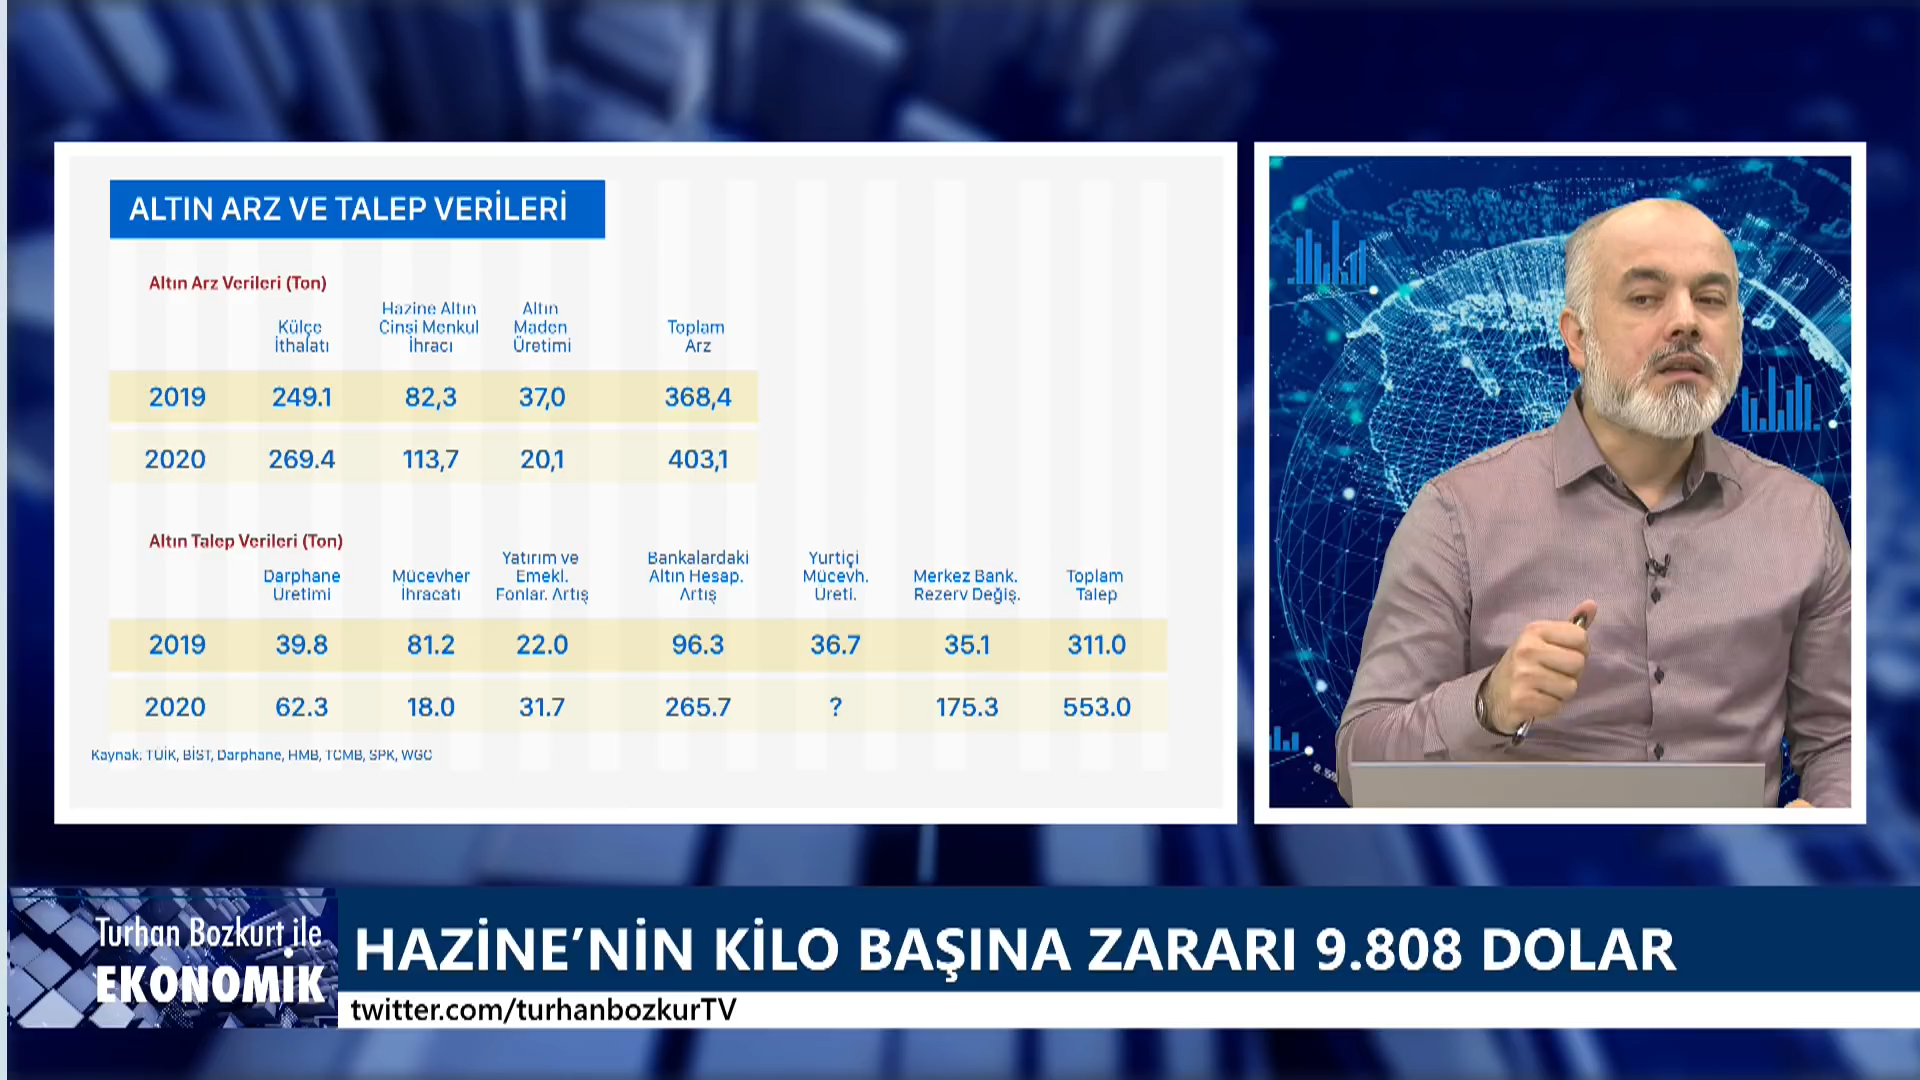 ALTIN ARZ VE TALEP VERİLERİ
Altın Arz Verileri (Ton)
Külçe İthalatı
Hazine Altın Cinsi Menkul İhracı
Altın Maden Üretimi
Toplam Arz
2019 249.1 82,3 37,0 368,4
2020 269.4 113,7 20,1 403,1
Altın Talep Verileri (Ton)
Darphane Üretimi
Mücevher İhracatı
Yatırım ve Emekl. Fonlar. Artış
Bankalardaki Altın Hesap. Artış
Yurtiçi Mücevh. Üreti.
Merkez Bank. Rezerv Değiş.
Toplam Talep
2019 39.8 81.2 22.0 96.3 36.7 35.1 311.0
2020 62.3 18.0 31.7 265.7 ? 175.3 553.0
Kaynak: TÜİK, BİST, Darphane, HMB, TCMB, SPK, WGC
Turhan Bozkurt ile
EKONOMİK
HAZİNE'NİN KİLO BAŞINA ZARARI 9.808 DOLAR
twitter.com/turhanbozkurTV